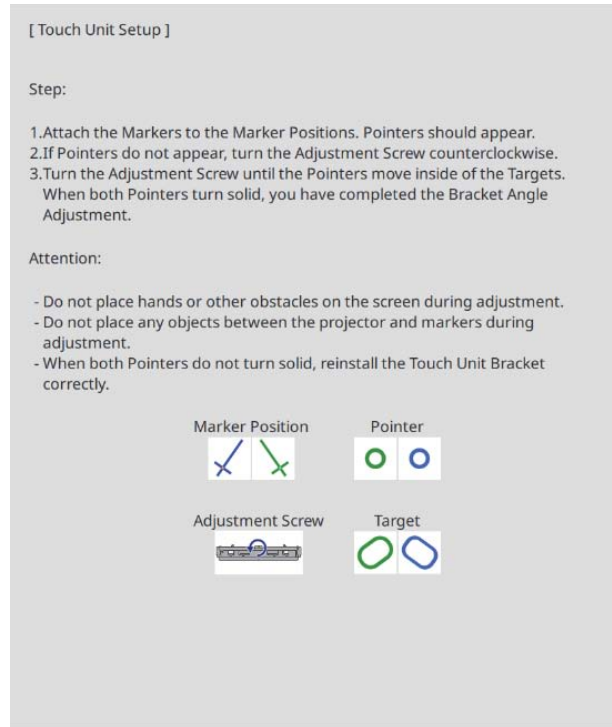 [ Touch Unit Setup ]
Step:
1.Attach the Markers to the Marker Positions. Pointers should appear.
2.If Pointers do not appear, turn the Adjustment Screw counterclockwise.
3.Turn the Adjustment Screw until the Pointers move inside of the Targets.
When both Pointers turn solid, you have completed the Bracket Angle
Adjustment.
Attention:
- Do not place hands or other obstacles on the screen during adjustment.
- Do not place any objects between the projector and markers during
adjustment.
- When both Pointers do not turn solid, reinstall the Touch Unit Bracket
correctly.
Marker Position Pointer
Adjustment Screw Target